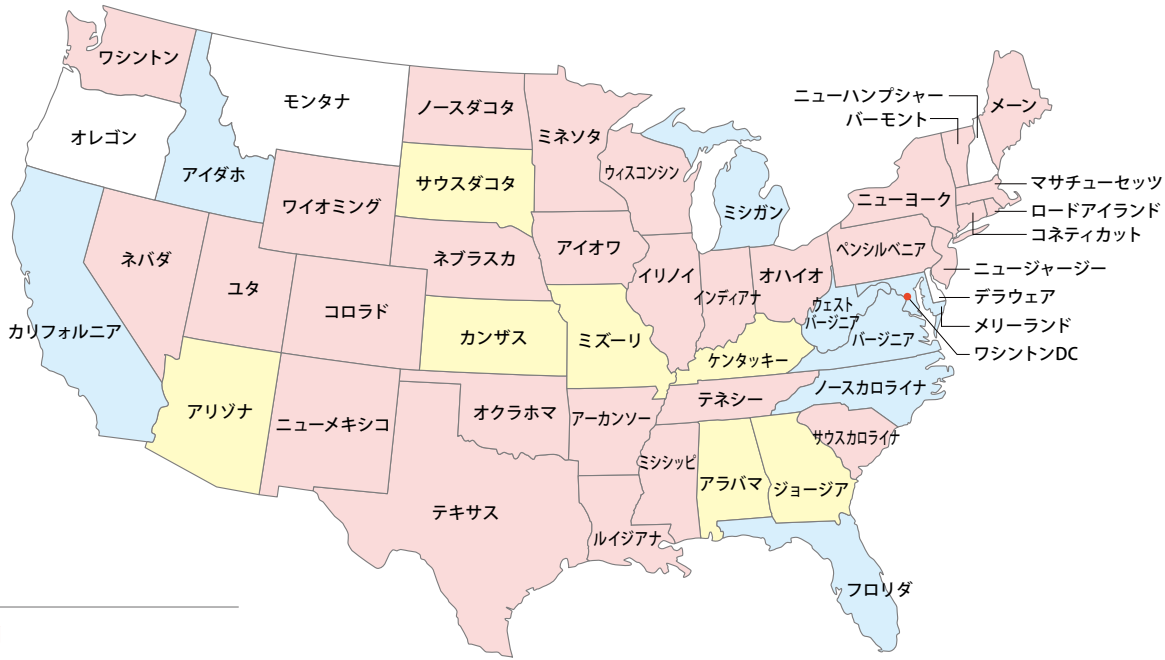 ワシントン
モンタナ
ノースダコタ
ミネソタ
ニューハンプシャー
バーモント
メーン
オレゴン
アイダホ
サウスダコタ
ウィスコンシン
ミシガン
マサチューセッツ
ロードアイランド
コネティカット
ニューヨーク
ワイオミング
ネバダ
ユタ
コロラド
ネブラスカ
アイオワ
イリノイ
インディアナ
オハイオ
ペンシルベニア
ニュージャージー
デラウェア
メリーランド
ワシントンDC
カリフォルニア
カンザス
ミズーリ
ケンタッキー
ウェスト
バージニア
バージニア
アリゾナ
ニューメキシコ
オクラホマ
アーカンソー
テネシー
ノースカロライナ
サウスカロライナ
テキサス
ルイジアナ
ミシシッピ
アラバマ
ジョージア
フロリダ